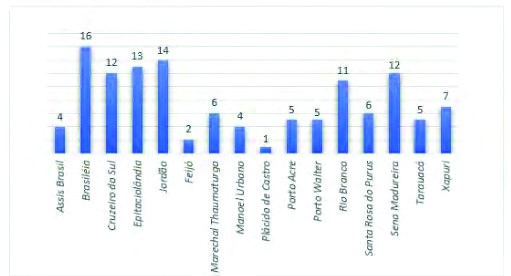 4
16
12
13
14
2
6
4
1
5
5
11
6
12
5
7
Assis Brasil
Brasiléia
Cruzeiro do Sul
Epitaciolândia
Jordão
Feijó
Marechal Thaumaturgo
Manoel Urbano
Plácido de Castro
Porto Acre
Porto Walter
Rio Branco
Santa Rosa do Purus
Sena Madureira
Tarauacá
Xapuri